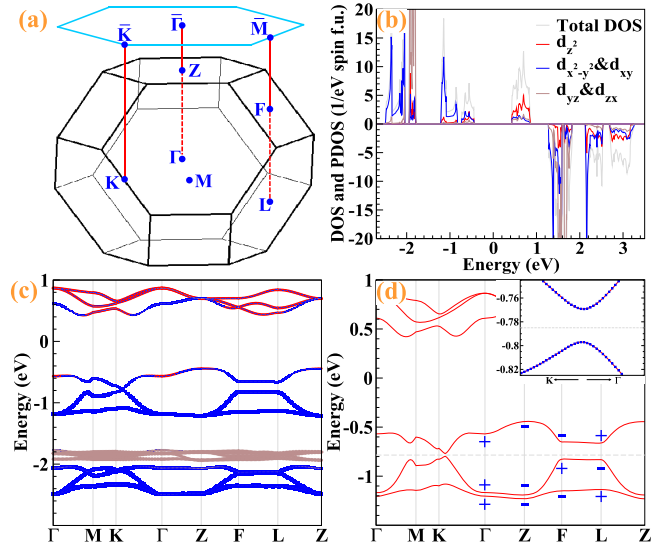 (a)
K̄
Γ̄
M̄
Z
F
Γ
K
M
L
(b)
Total DOS
d_z²
d_x²-y²&d_xy
d_yz&d_zx
DOS and PDOS (1/eV spin f.u.)
20
15
10
5
0
-5
-10
-15
-20
-2 -1 0 1 2 3
Energy (eV)
(c)
Energy (eV)
1
0
-1
-2
Γ M K Γ Z F L Z
(d)
Energy (eV)
1
0.5
0
-0.5
-1
-0.76
-0.78
-0.8
-0.82
K Γ
Γ M K Γ Z F L Z